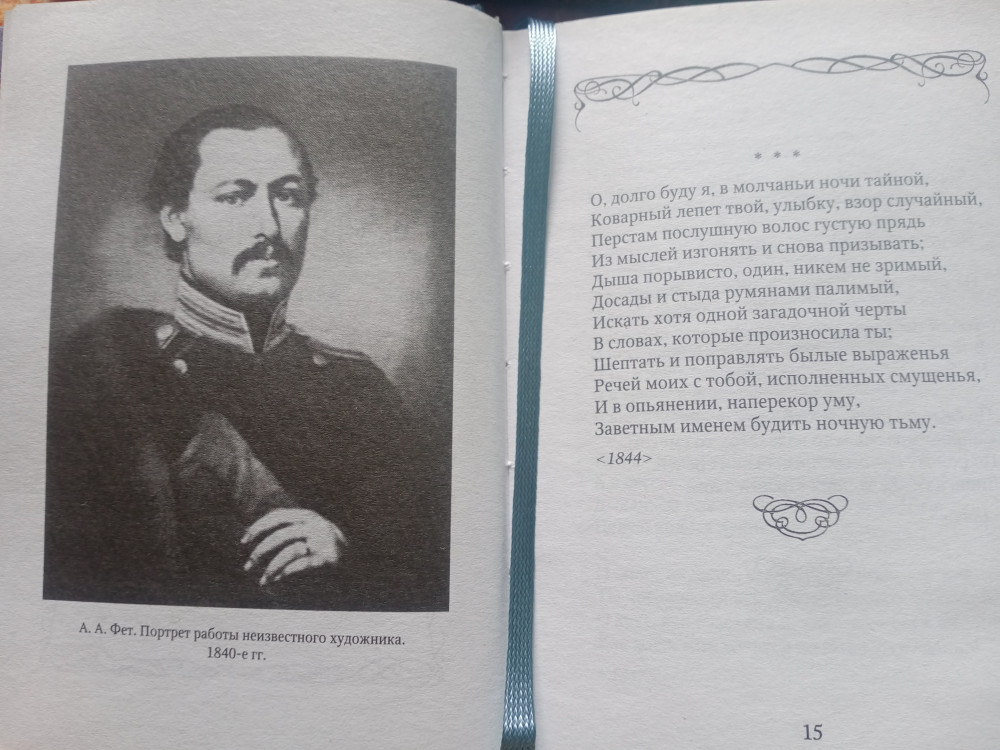 А. А. Фет. Портрет работы неизвестного художника.
1840-е гг.
* * *
О, долго буду я, в молчаньи ночи тайной,
Коварный лепет твой, улыбку, взор случайный,
Перстам послушную волос густую прядь
Из мыслей изгонять и снова призывать;
Дыша порывисто, один, никем не зримый,
Досады и стыда румянами палимый,
Искать хотя одной загадочной черты
В словах, которые произносила ты;
Шептать и поправлять былые выраженья
Речей моих с тобой, исполненных смущенья,
И в опьянении, наперекор уму,
Заветным именем будить ночную тьму.
<1844>
15